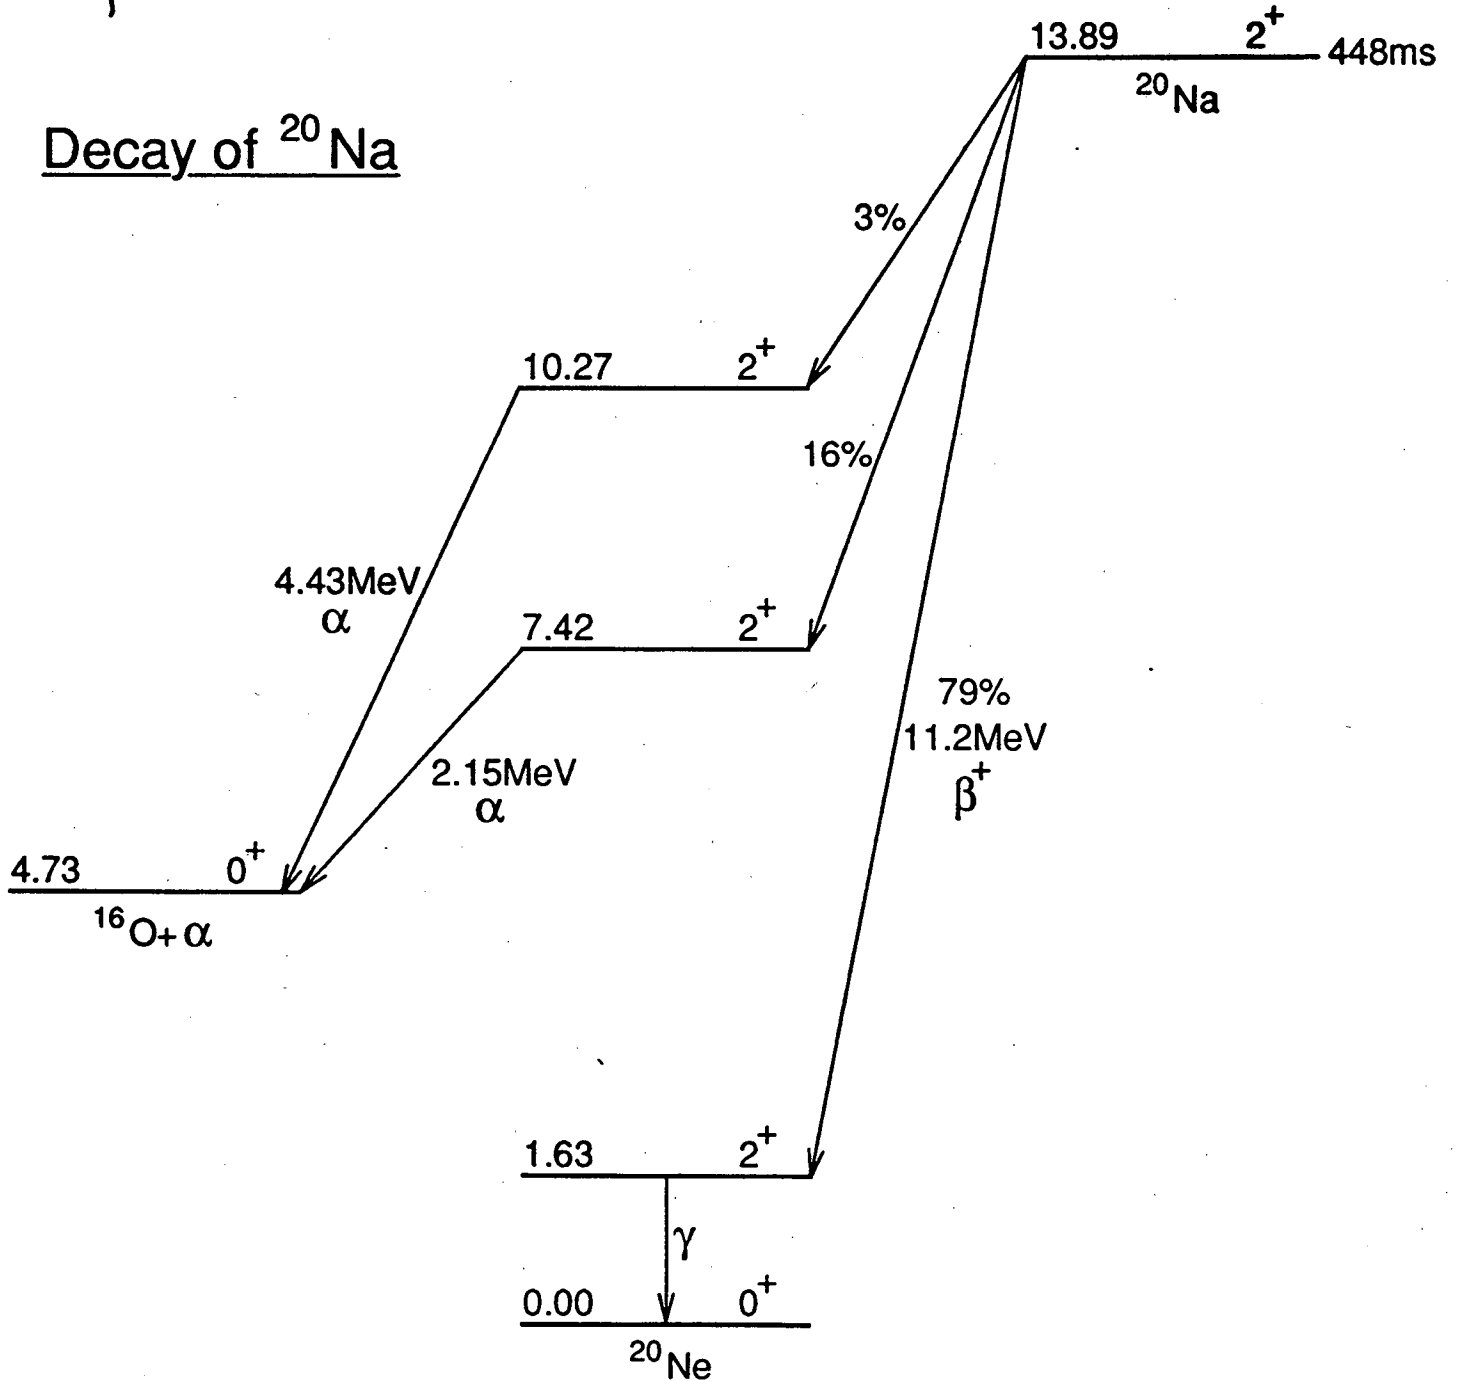 13.89 2⁺
448ms
²⁰Na
Decay of ²⁰Na
3%
10.27 2⁺
16%
4.43MeV
α
7.42 2⁺
79%
11.2MeV
β⁺
2.15MeV
α
4.73 0⁺
¹⁶O+α
1.63 2⁺
γ
0.00 0⁺
²⁰Ne